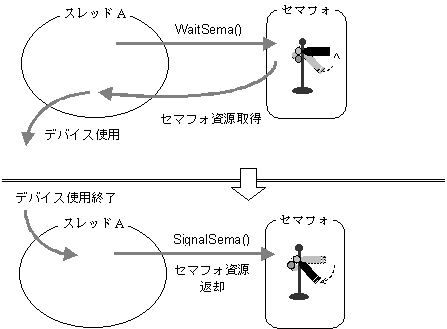 スレッドA
セマフォ
WaitSema()
セマフォ資源取得
デバイス使用
デバイス使用終了
スレッドA
セマフォ
SignalSema()
セマフォ資源
返却